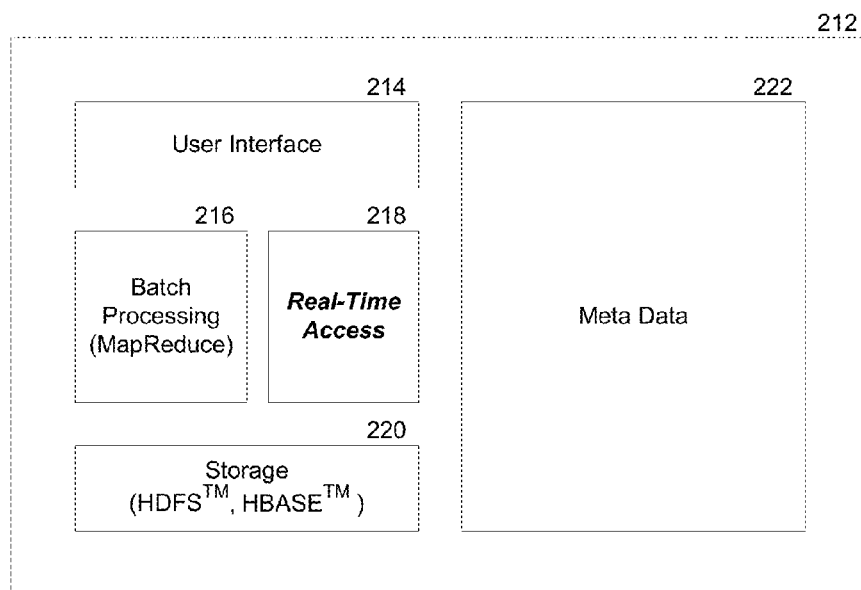 212
214
222
User Interface
216
218
Batch
Processing
(MapReduce)
Real-Time
Access
Meta Data
220
Storage
(HDFS™, HBASE™ )